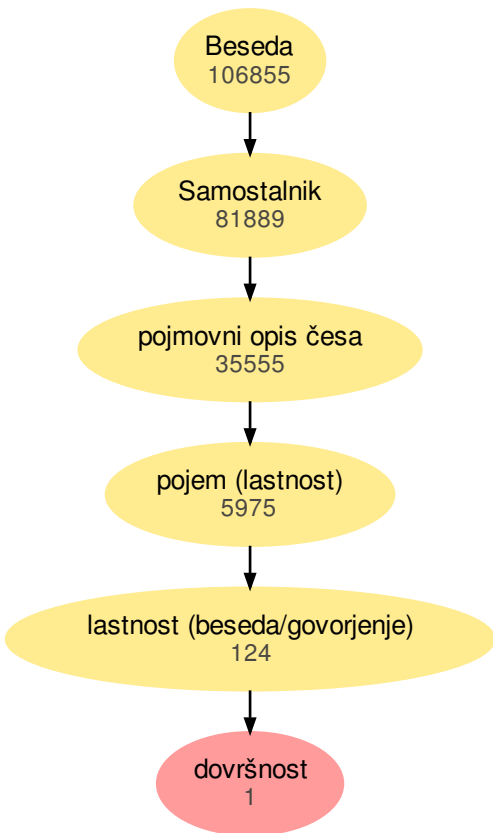 Beseda
106855
Samostalnik
81889
pojmovni opis česa
35555
pojem (lastnost)
5975
lastnost (beseda/govorjenje)
124
dovršnost
1